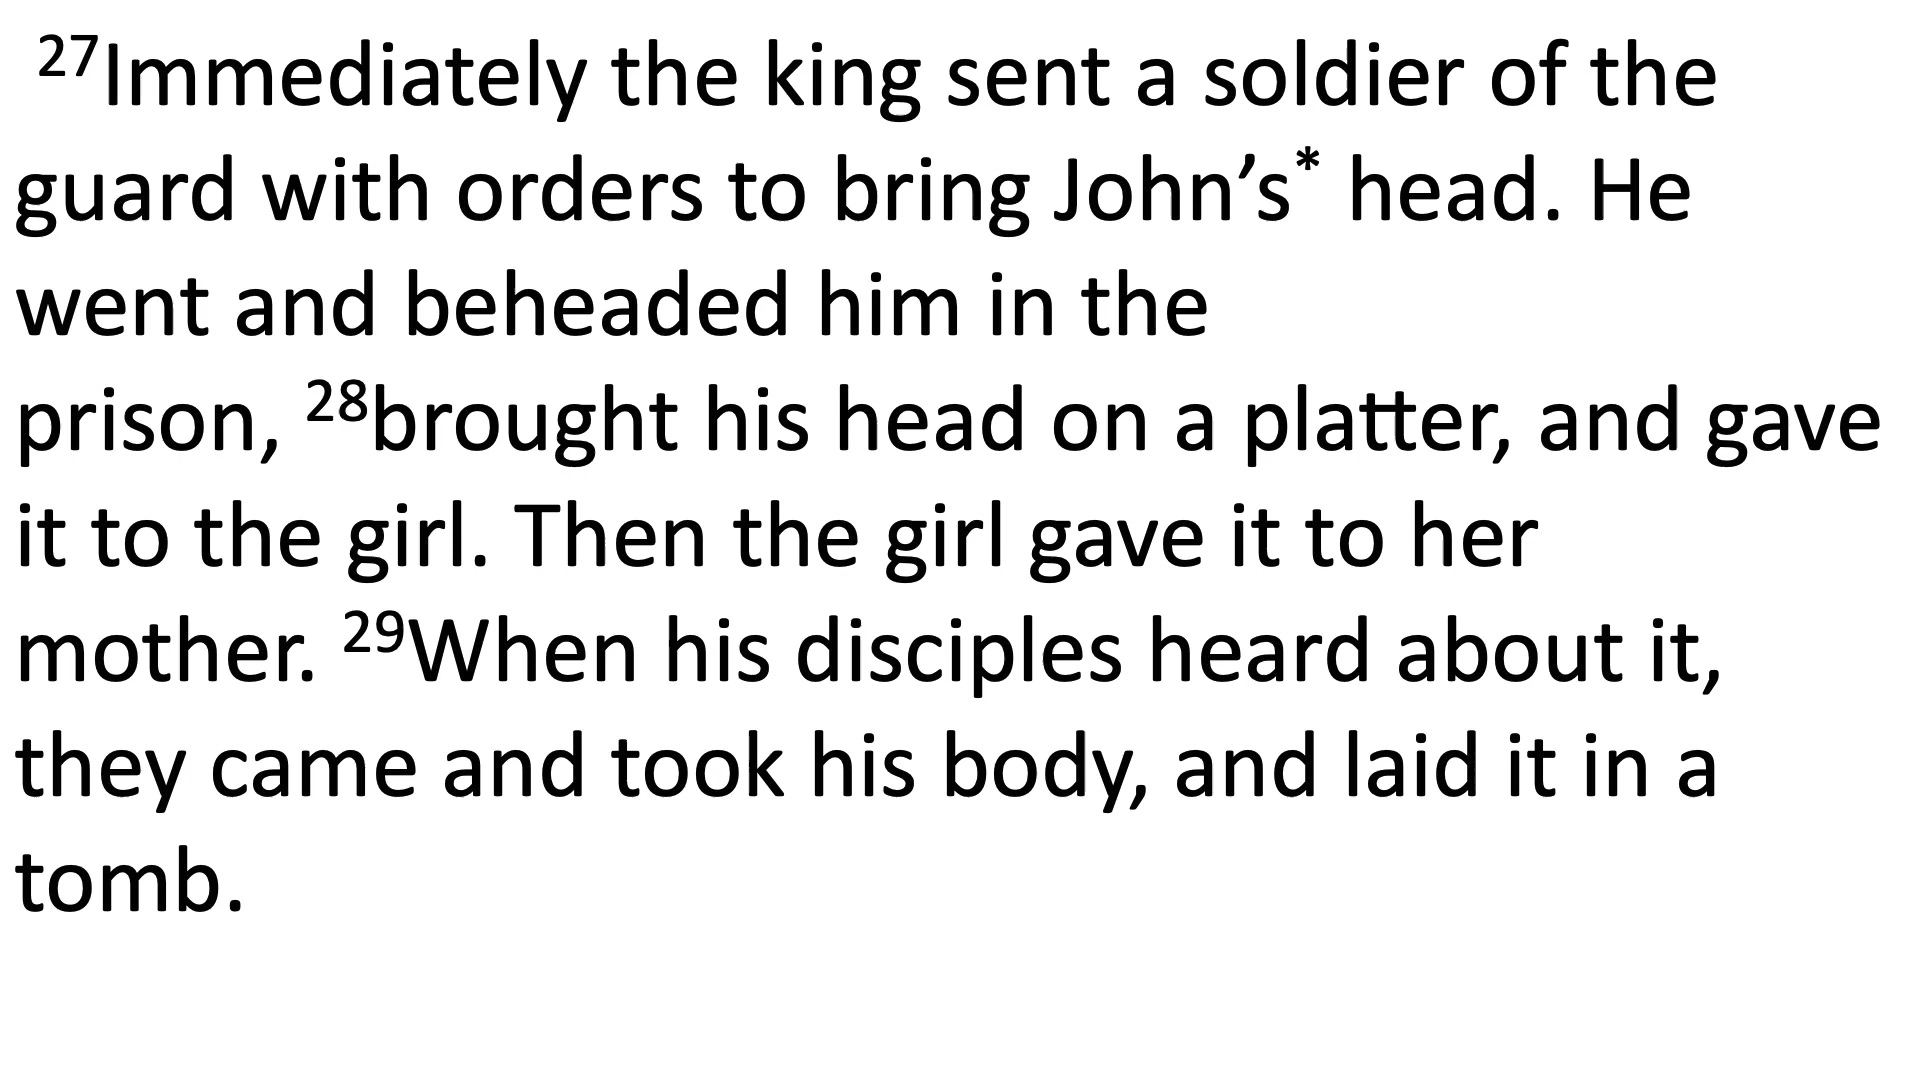 ²⁷Immediately the king sent a soldier of the
guard with orders to bring John’s* head. He
went and beheaded him in the
prison, ²⁸brought his head on a platter, and gave
it to the girl. Then the girl gave it to her
mother. ²⁹When his disciples heard about it,
they came and took his body, and laid it in a
tomb.